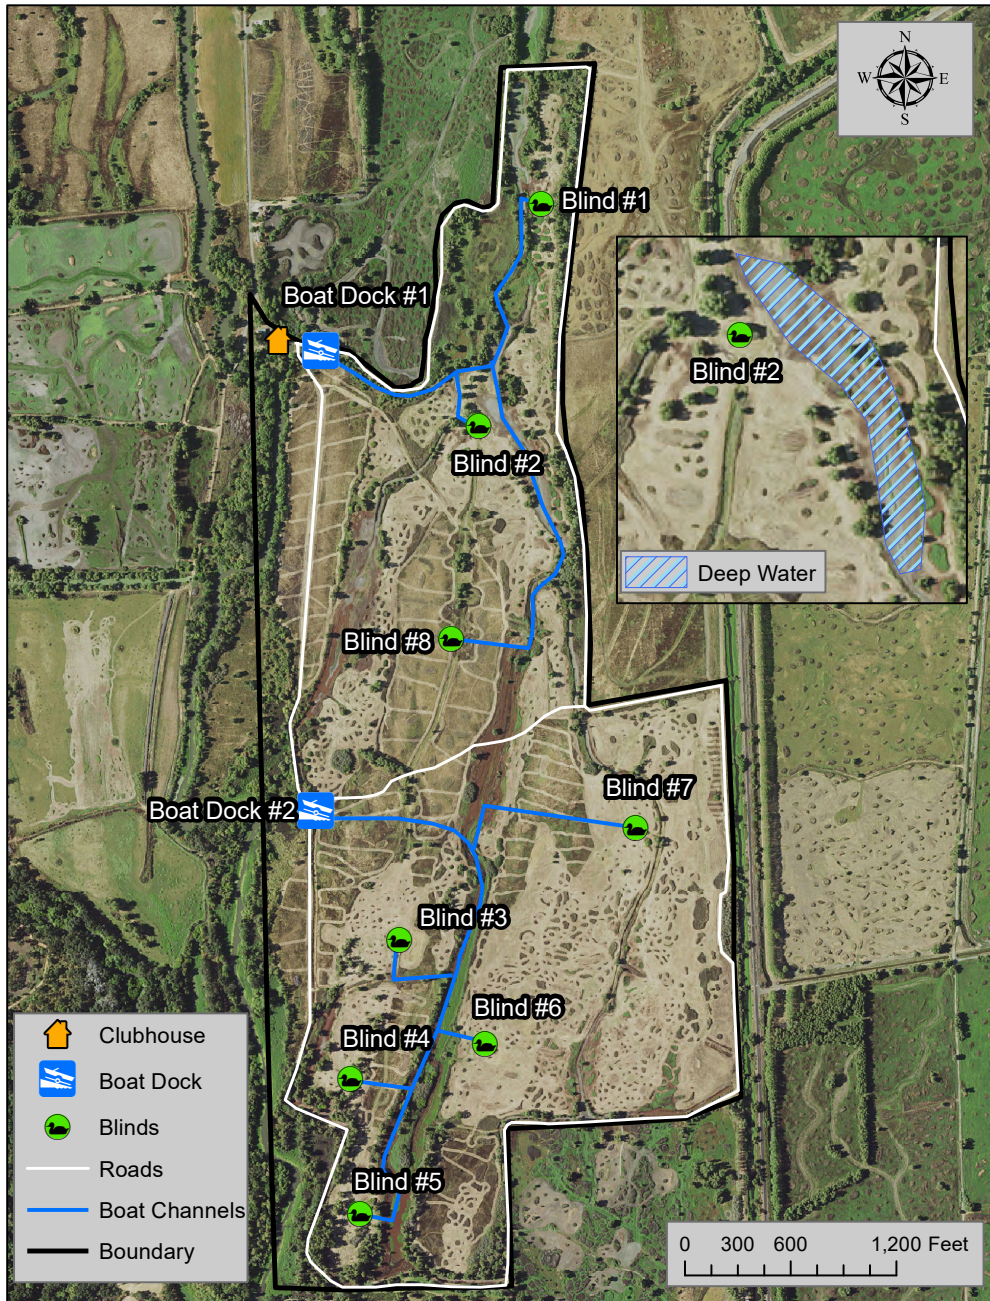 N
W E
S
Blind #1
Boat Dock #1
Blind #2
Blind #2
Deep Water
Blind #8
Blind #7
Boat Dock #2
Blind #3
Blind #6
Blind #4
Blind #5
Clubhouse
Boat Dock
Blinds
Roads
Boat Channels
Boundary
0 300 600 1,200 Feet